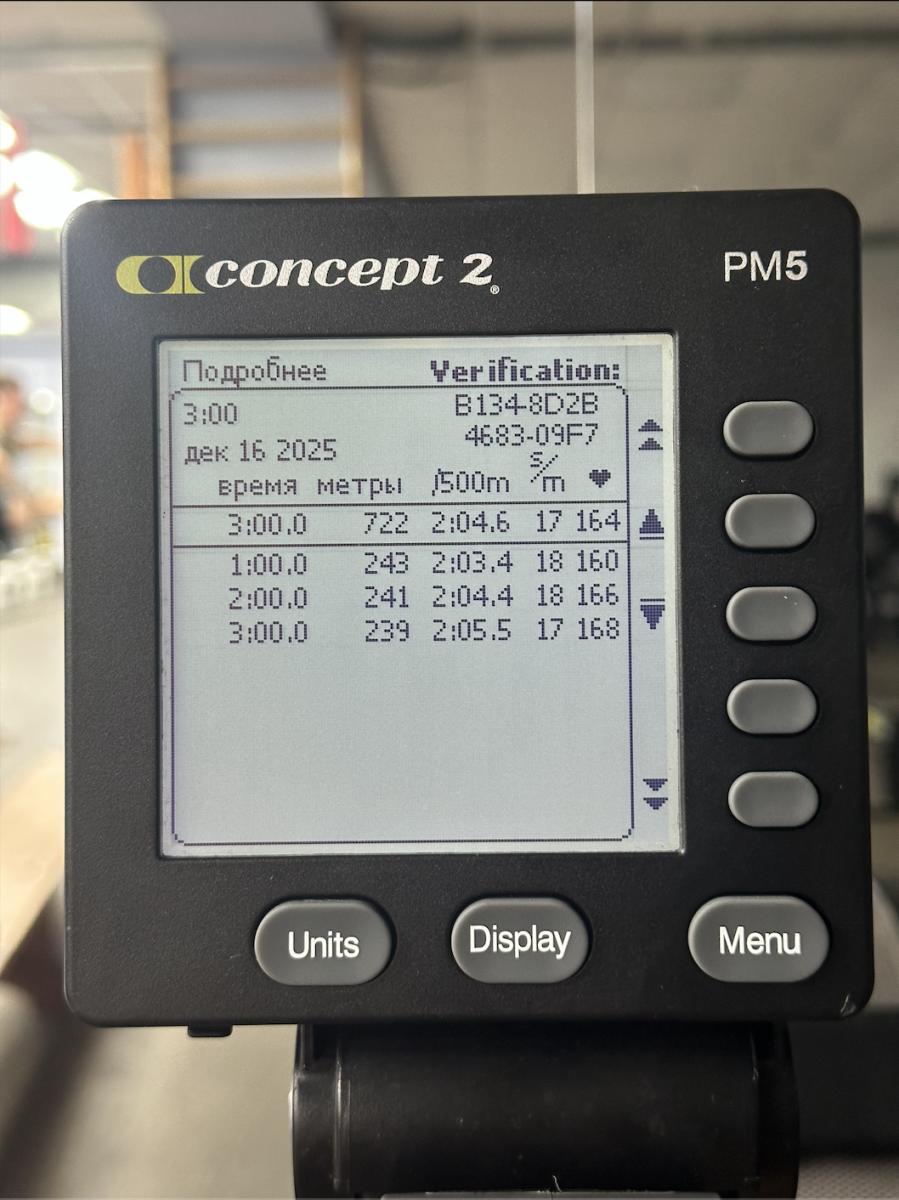 concept 2® PM5
Подробнее Verification:
3:00 B134-8D2B
дек 16 2025 4683-09F7
время метры /500m s/m ♥
3:00.0 722 2:04.6 17 164
1:00.0 243 2:03.4 18 160
2:00.0 241 2:04.4 18 166
3:00.0 239 2:05.5 17 168
Units Display Menu